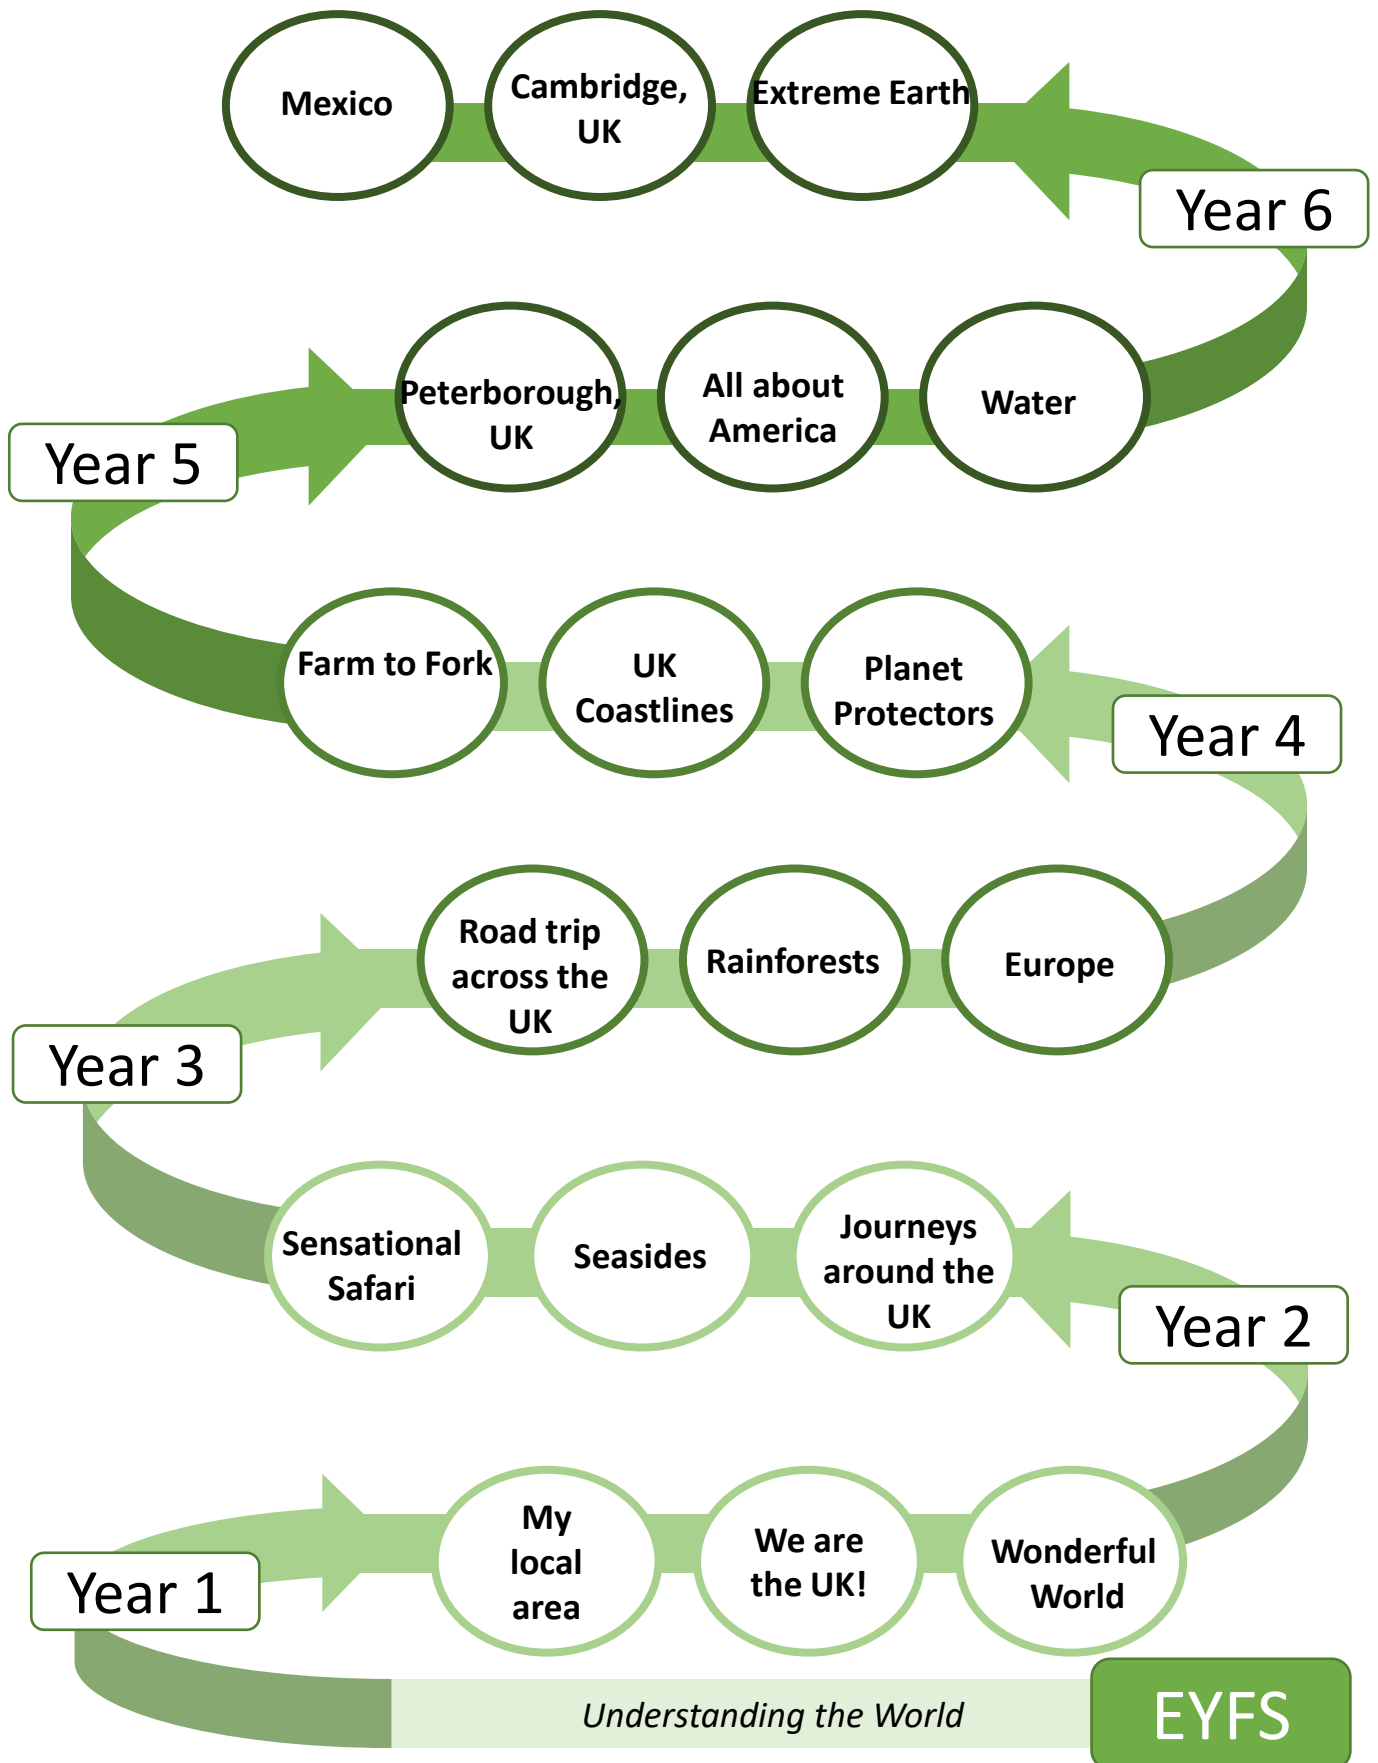 Mexico
Cambridge,
UK
Extreme Earth
Year 6
Peterborough,
UK
All about
America
Water
Year 5
Farm to Fork
UK
Coastlines
Planet
Protectors
Year 4
Road trip
across the
UK
Rainforests
Europe
Year 3
Sensational
Safari
Seasides
Journeys
around the
UK
Year 2
My
local
area
We are
the UK!
Wonderful
World
Year 1
Understanding the World
EYFS